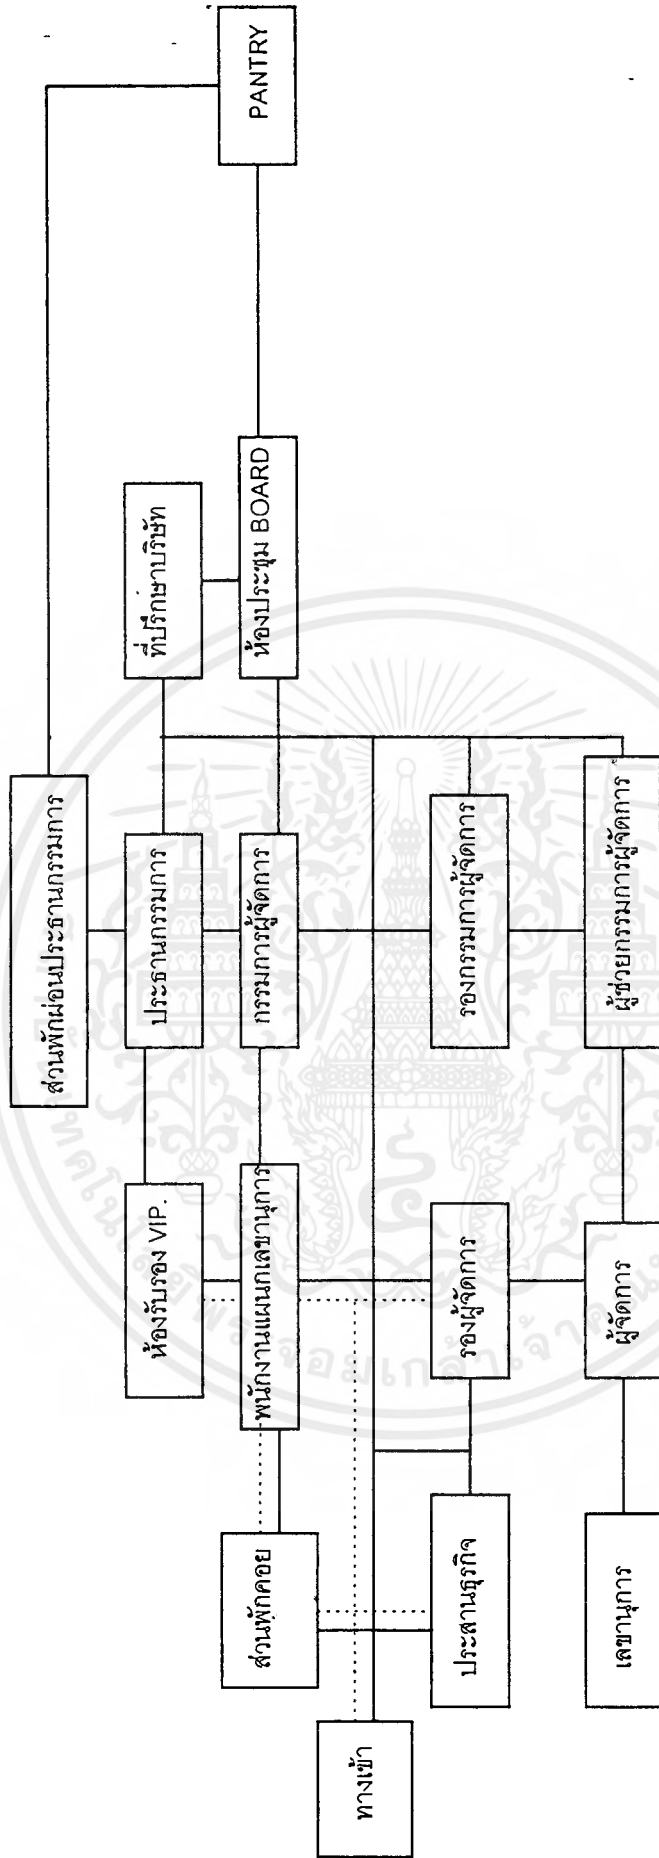 ส่วนพักผ่อนประธานกรรมการ
PANTRY
ห้องรับรอง VIP.
ประธานกรรมการ
ที่ปรึกษาบริษัท
ส่วนพักคอย
พนักงานแผนกเลขานุการ
กรรมการผู้จัดการ
ห้องประชุม BOARD
ทางเข้า
ประสานธุรกิจ
รองผู้จัดการ
รองกรรมการผู้จัดการ
เลขานุการ
ผู้จัดการ
ผู้ช่วยกรรมการผู้จัดการ